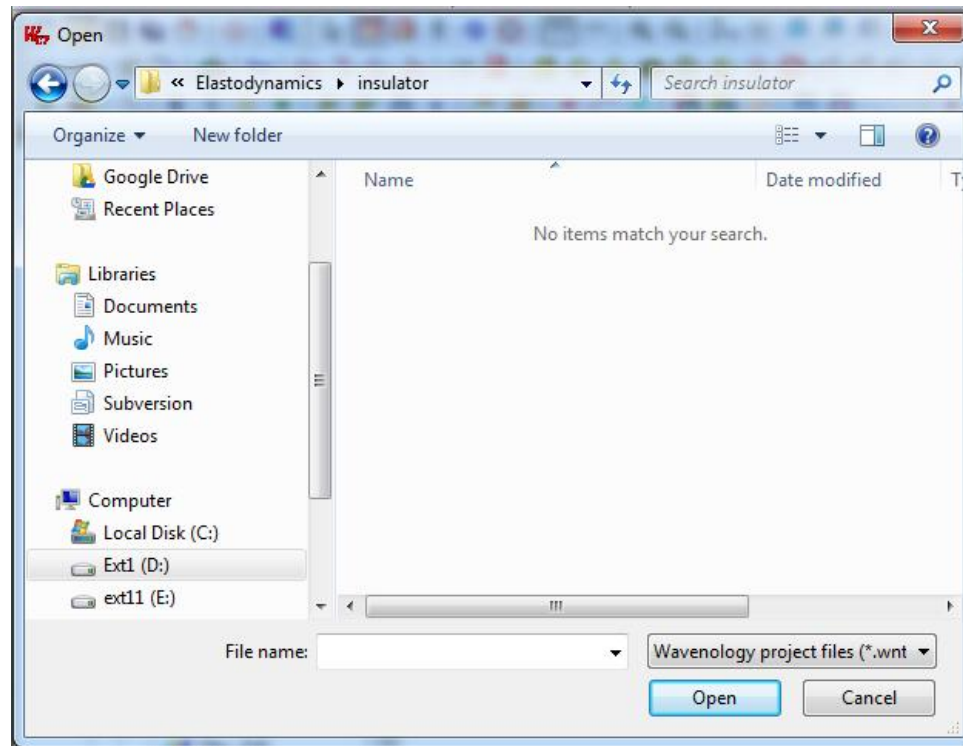 Open
« Elastodynamics ▸ insulator
Search insulator
Organize
New folder
Google Drive
Recent Places
Libraries
Documents
Music
Pictures
Subversion
Videos
Computer
Local Disk (C:)
Ext1 (D:)
ext11 (E:)
Name
Date modified
No items match your search.
File name:
Wavenology project files (*.wnt
Open
Cancel